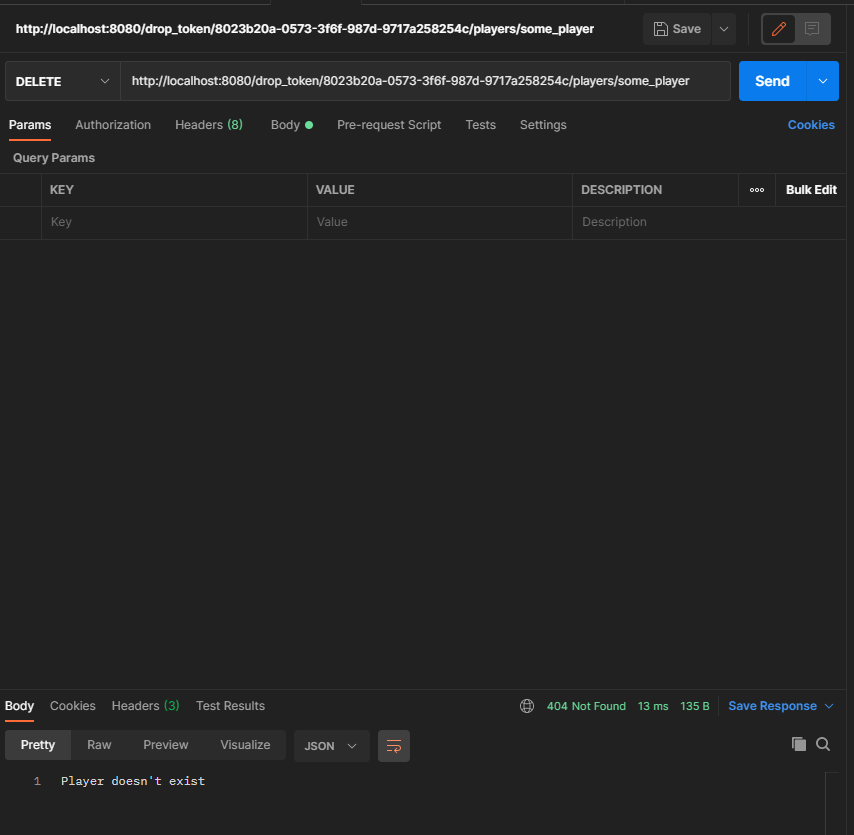 http://localhost:8080/drop_token/8023b20a-0573-3f6f-987d-9717a258254c/players/some_player Save
DELETE http://localhost:8080/drop_token/8023b20a-0573-3f6f-987d-9717a258254c/players/some_player Send
Params Authorization Headers (8) Body Pre-request Script Tests Settings Cookies
Query Params
KEY VALUE DESCRIPTION Bulk Edit
Key Value Description
Body Cookies Headers (3) Test Results 404 Not Found 13 ms 135 B Save Response
Pretty Raw Preview Visualize JSON
1 Player doesn't exist